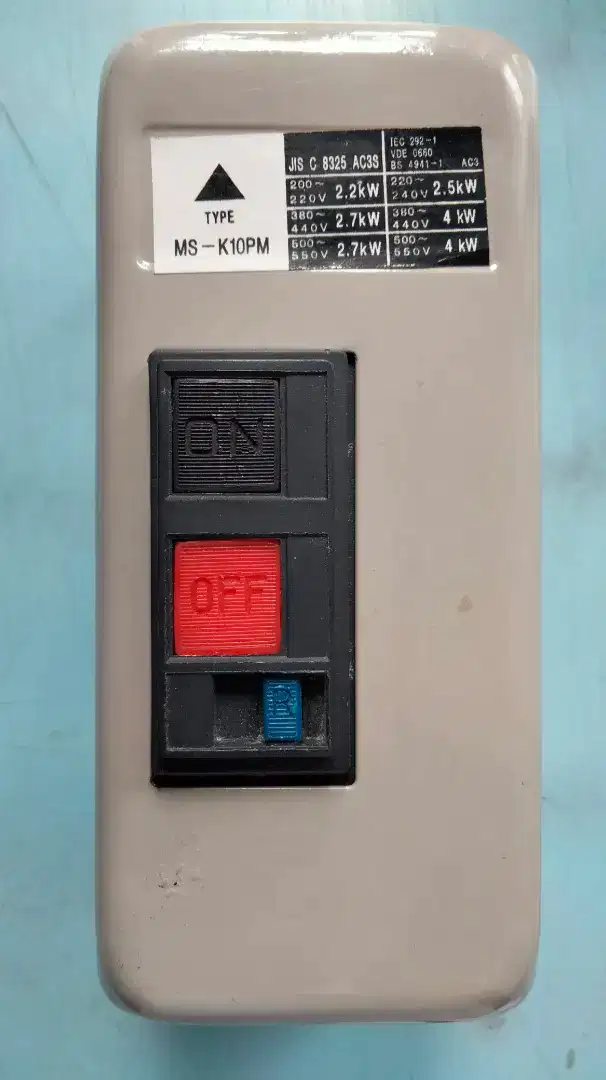 TYPE
MS-K10PM
JIS C 8325 AC3S
200~
220V 2.2kW
380~
440V 2.7kW
500~
550V 2.7kW
IEC 292-1
VDE 0660
BS 4941-1 AC3
220~
240V 2.5kW
380~
440V 4 kW
500~
550V 4 kW
ON
OFF